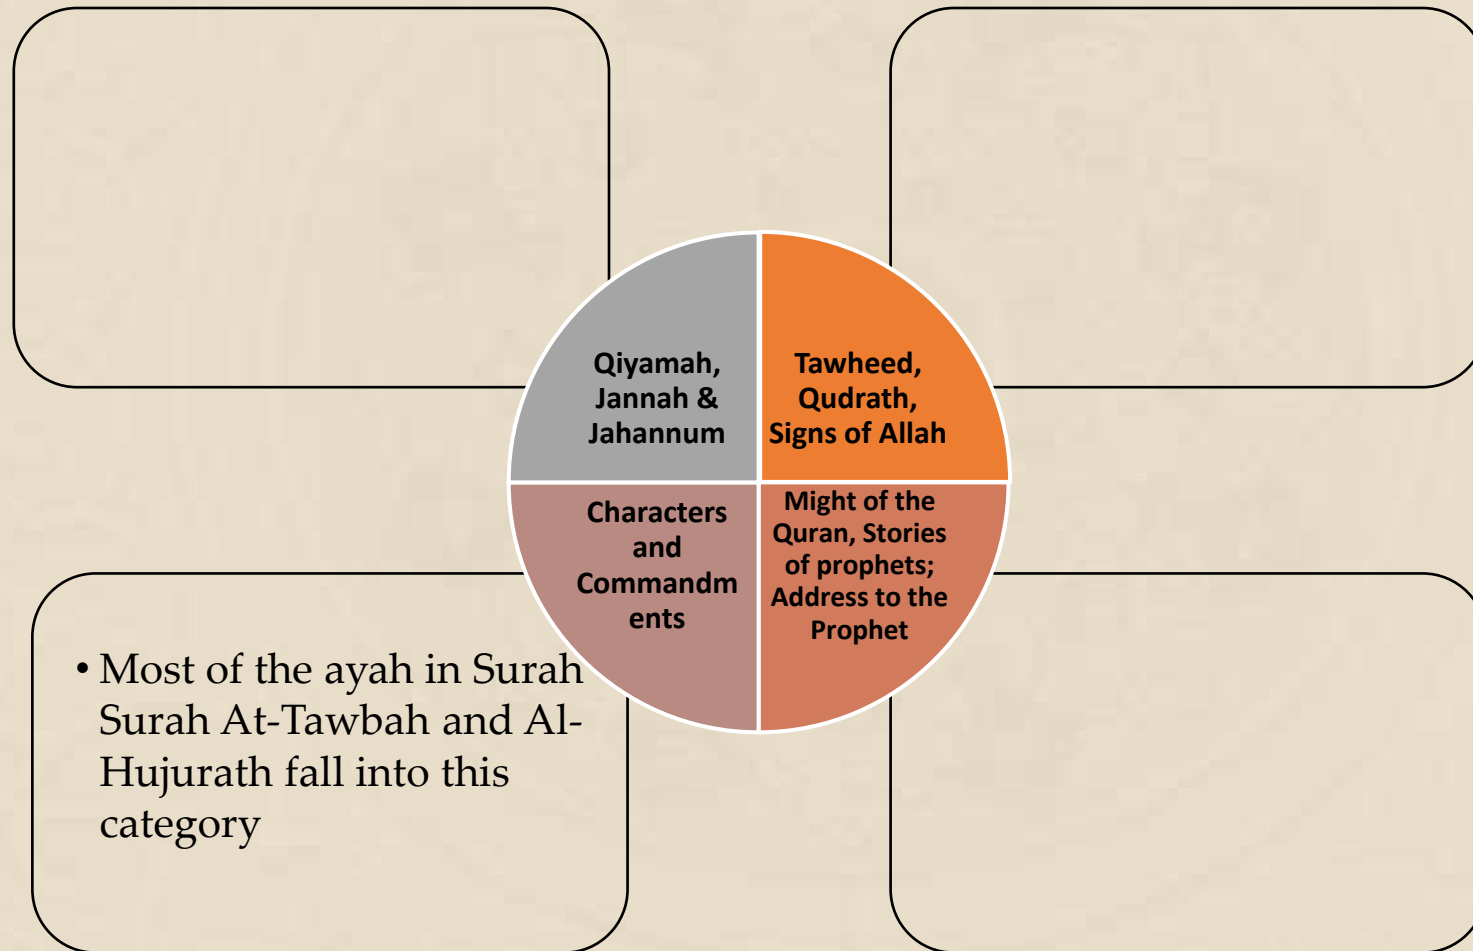 Qiyamah,
Jannah &
Jahannum
Tawheed,
Qudrath,
Signs of Allah
Characters
and
Commandm
ents
Might of the
Quran, Stories
of prophets;
Address to the
Prophet
• Most of the ayah in Surah
Surah At-Tawbah and Al-
Hujurath fall into this
category